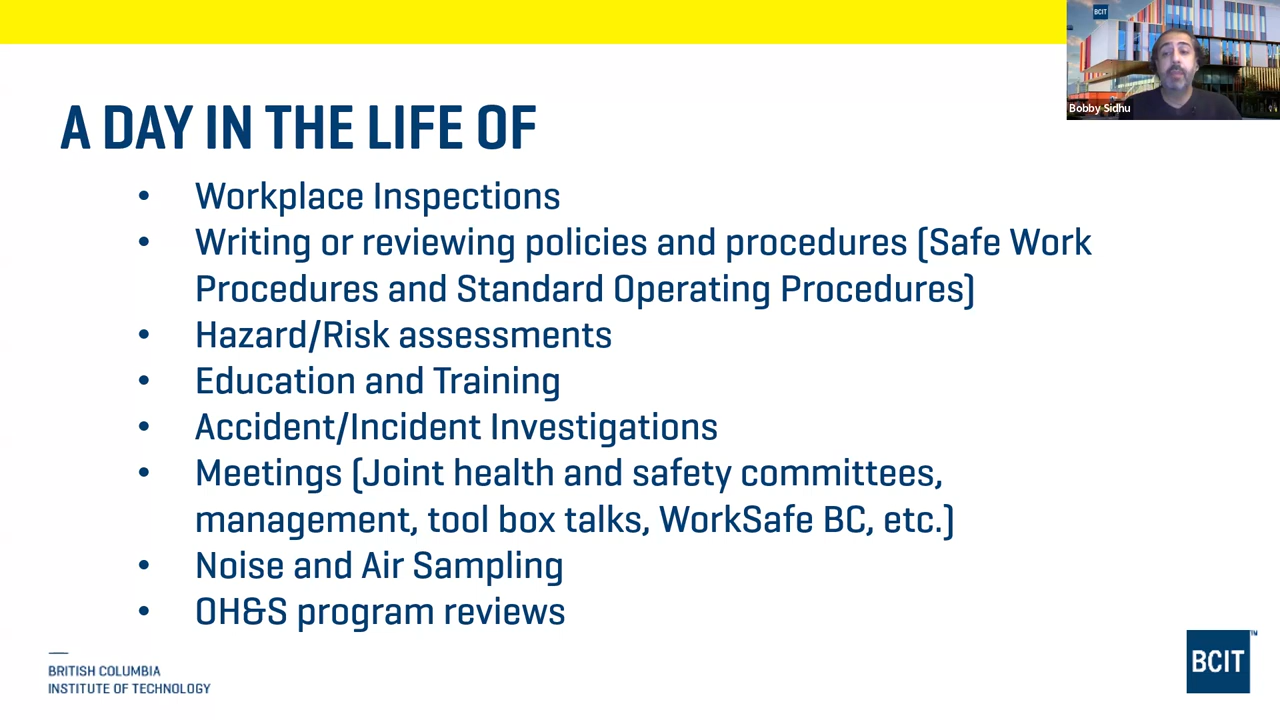 BCIT
Bobby Sidhu
A DAY IN THE LIFE OF
• Workplace Inspections
• Writing or reviewing policies and procedures (Safe Work
Procedures and Standard Operating Procedures)
• Hazard/Risk assessments
• Education and Training
• Accident/Incident Investigations
• Meetings (Joint health and safety committees,
management, tool box talks, WorkSafe BC, etc.)
• Noise and Air Sampling
• OH&S program reviews
BRITISH COLUMBIA
INSTITUTE OF TECHNOLOGY
BCIT™